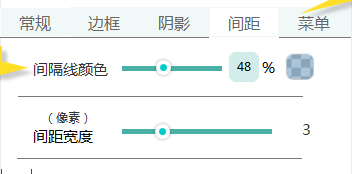 常规 边框 阴影 间距 菜单
间隔线颜色 48 %
（像素）
间距宽度 3